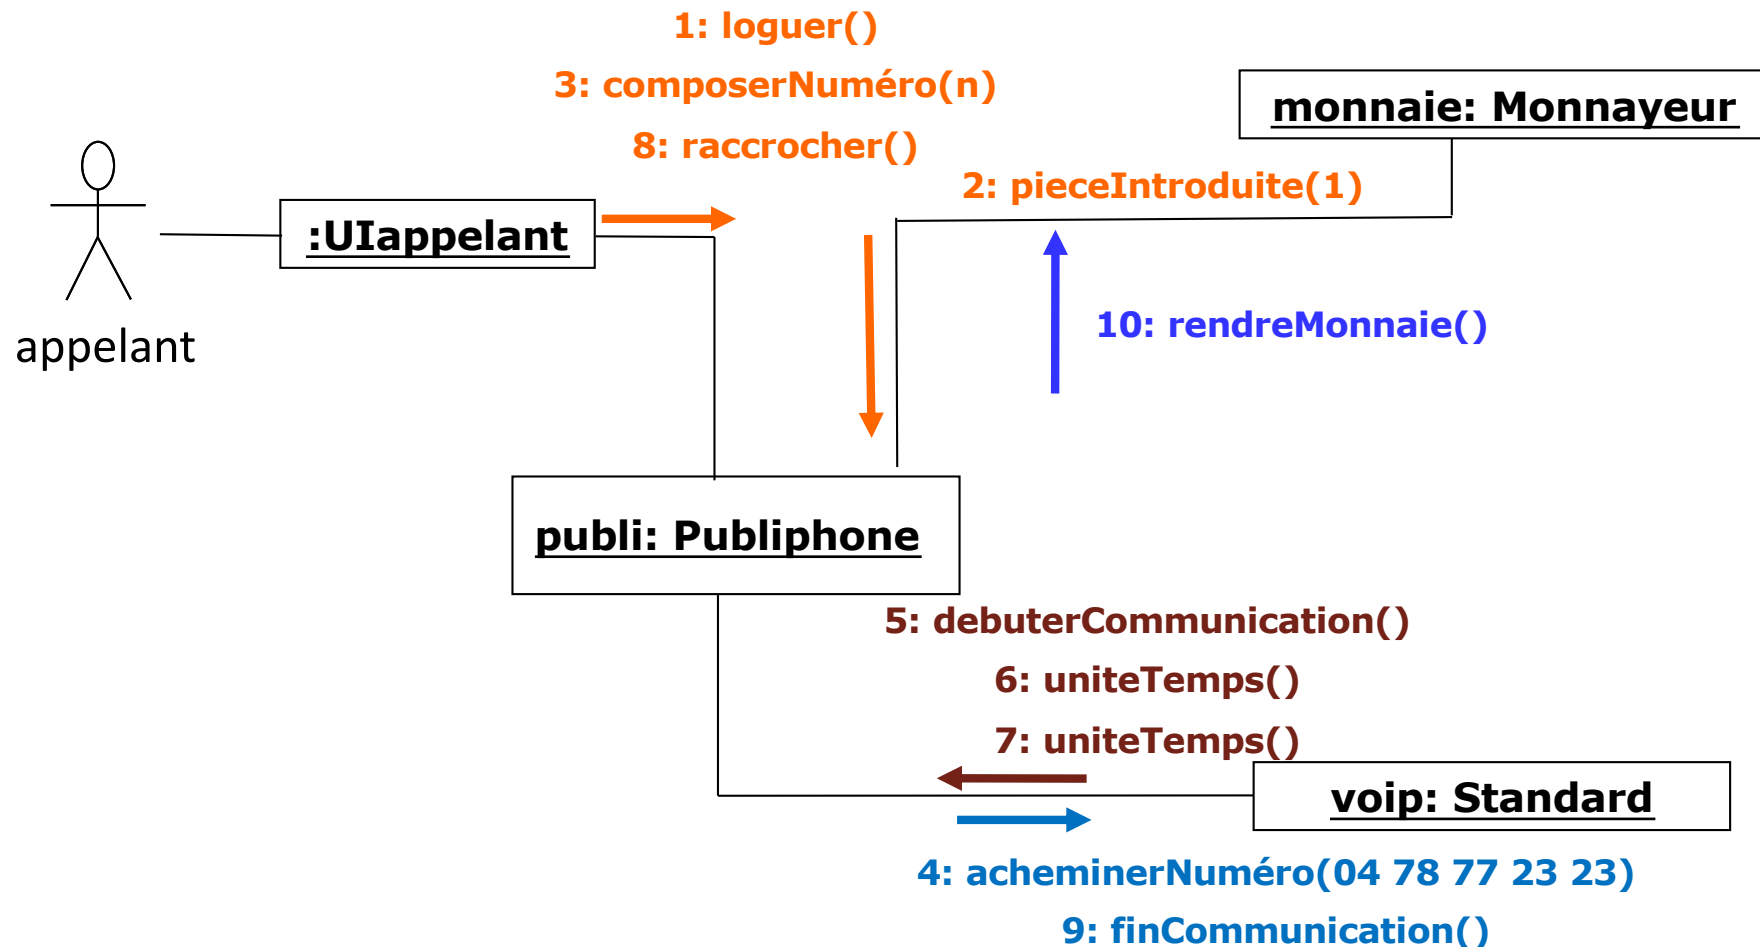 1: loguer()
3: composerNuméro(n)
8: raccrocher()
monnaie: Monnayeur
2: pieceIntroduite(1)
:UIappelant
appelant
10: rendreMonnaie()
publi: Publiphone
5: debuterCommunication()
6: uniteTemps()
7: uniteTemps()
voip: Standard
4: acheminerNuméro(04 78 77 23 23)
9: finCommunication()